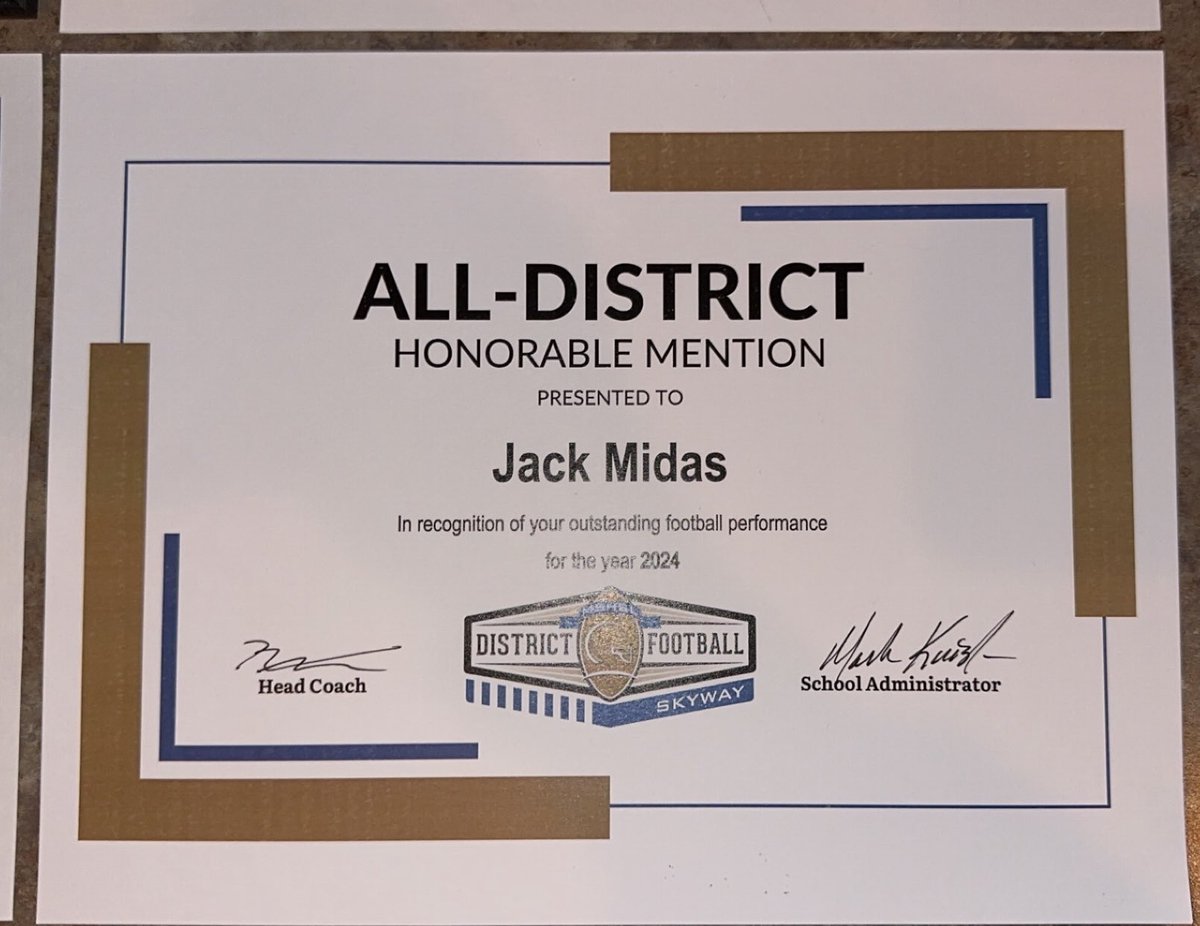 ALL-DISTRICT
HONORABLE MENTION
PRESENTED TO
Jack Midas
In recognition of your outstanding football performance
for the year 2024
DISTRICT FOOTBALL
SKYWAY
Head Coach
School Administrator